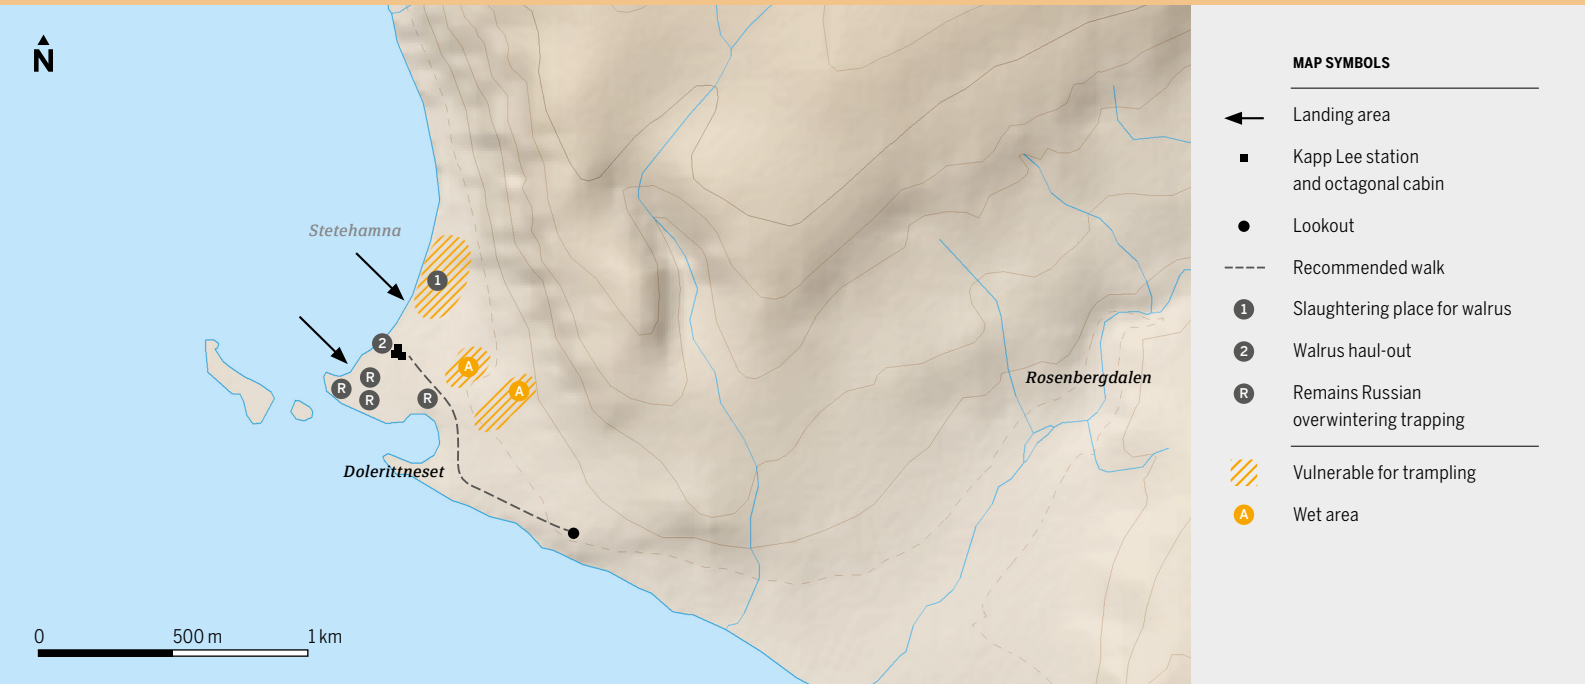 N
Stetehamna
1
2
R
R
R
R
A
A
Rosenbergdalen
Dolerittneset
0 500 m 1 km
MAP SYMBOLS
Landing area
Kapp Lee station
and octagonal cabin
Lookout
Recommended walk
1 Slaughtering place for walrus
2 Walrus haul-out
R Remains Russian
overwintering trapping
Vulnerable for trampling
A Wet area